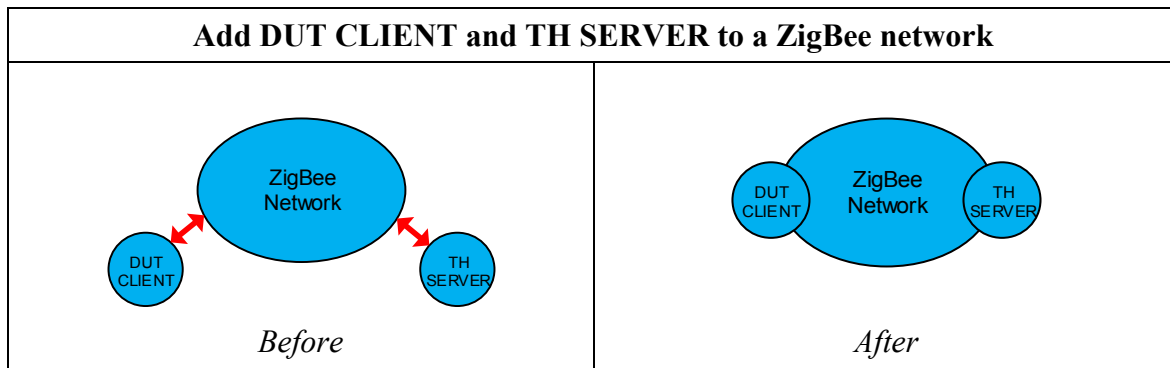 Add DUT CLIENT and TH SERVER to a ZigBee network
ZigBee
Network
DUT
CLIENT
TH
SERVER
Before
DUT
CLIENT
ZigBee
Network
TH
SERVER
After